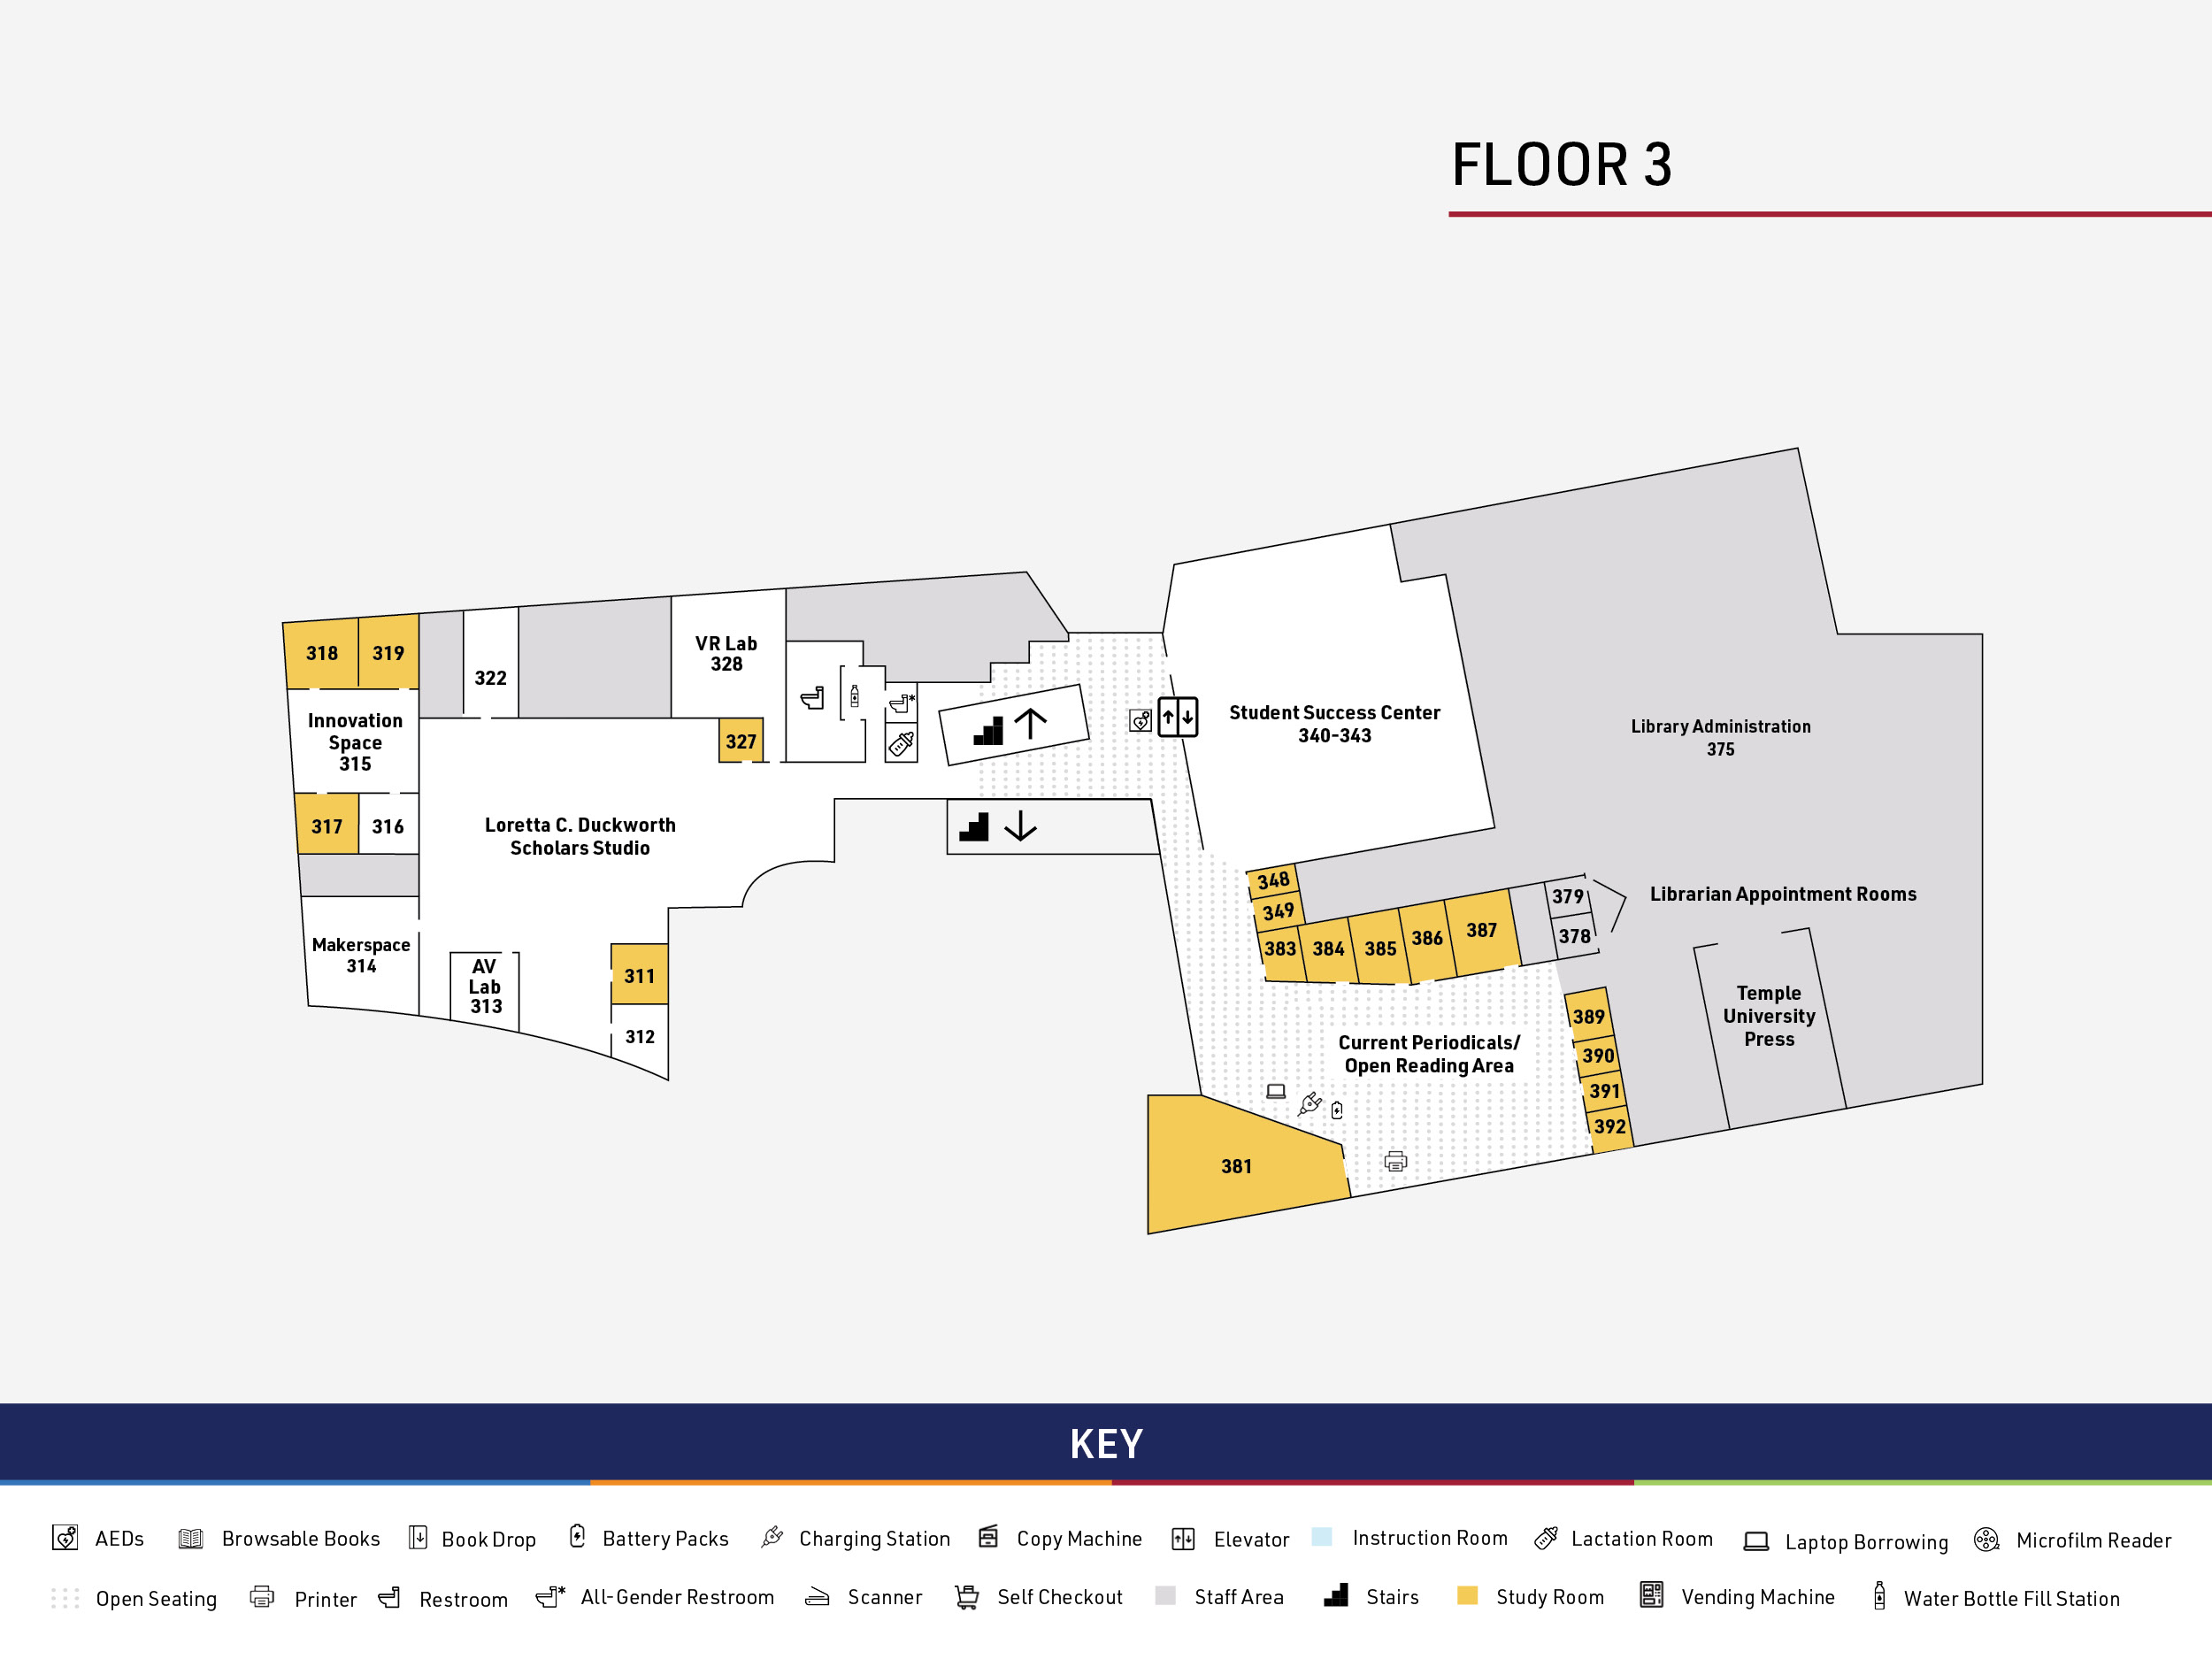 FLOOR 3
318
319
322
VR Lab
328
327
Innovation
Space
315
317
316
Loretta C. Duckworth
Scholars Studio
Makerspace
314
AV
Lab
313
311
312
*
Student Success Center
340-343
Library Administration
375
348
349
383
384
385
386
387
379
378
Librarian Appointment Rooms
Temple
University
Press
389
390
391
392
Current Periodicals/
Open Reading Area
381
KEY
AEDs
Browsable Books
Book Drop
Battery Packs
Charging Station
Copy Machine
Elevator
Instruction Room
Lactation Room
Laptop Borrowing
Microfilm Reader
Open Seating
Printer
Restroom
* All-Gender Restroom
Scanner
Self Checkout
Staff Area
Stairs
Study Room
Vending Machine
Water Bottle Fill Station